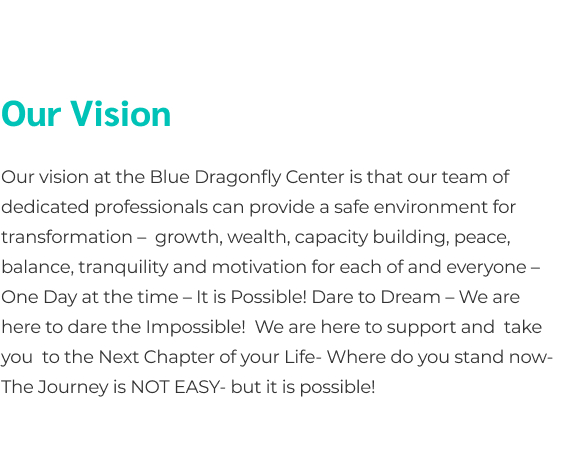 Our Vision
Our vision at the Blue Dragonfly Center is that our team of
dedicated professionals can provide a safe environment for
transformation –  growth, wealth, capacity building, peace,
balance, tranquility and motivation for each of and everyone –
One Day at the time – It is Possible! Dare to Dream – We are
here to dare the Impossible!  We are here to support and  take
you  to the Next Chapter of your Life- Where do you stand now-
The Journey is NOT EASY- but it is possible!